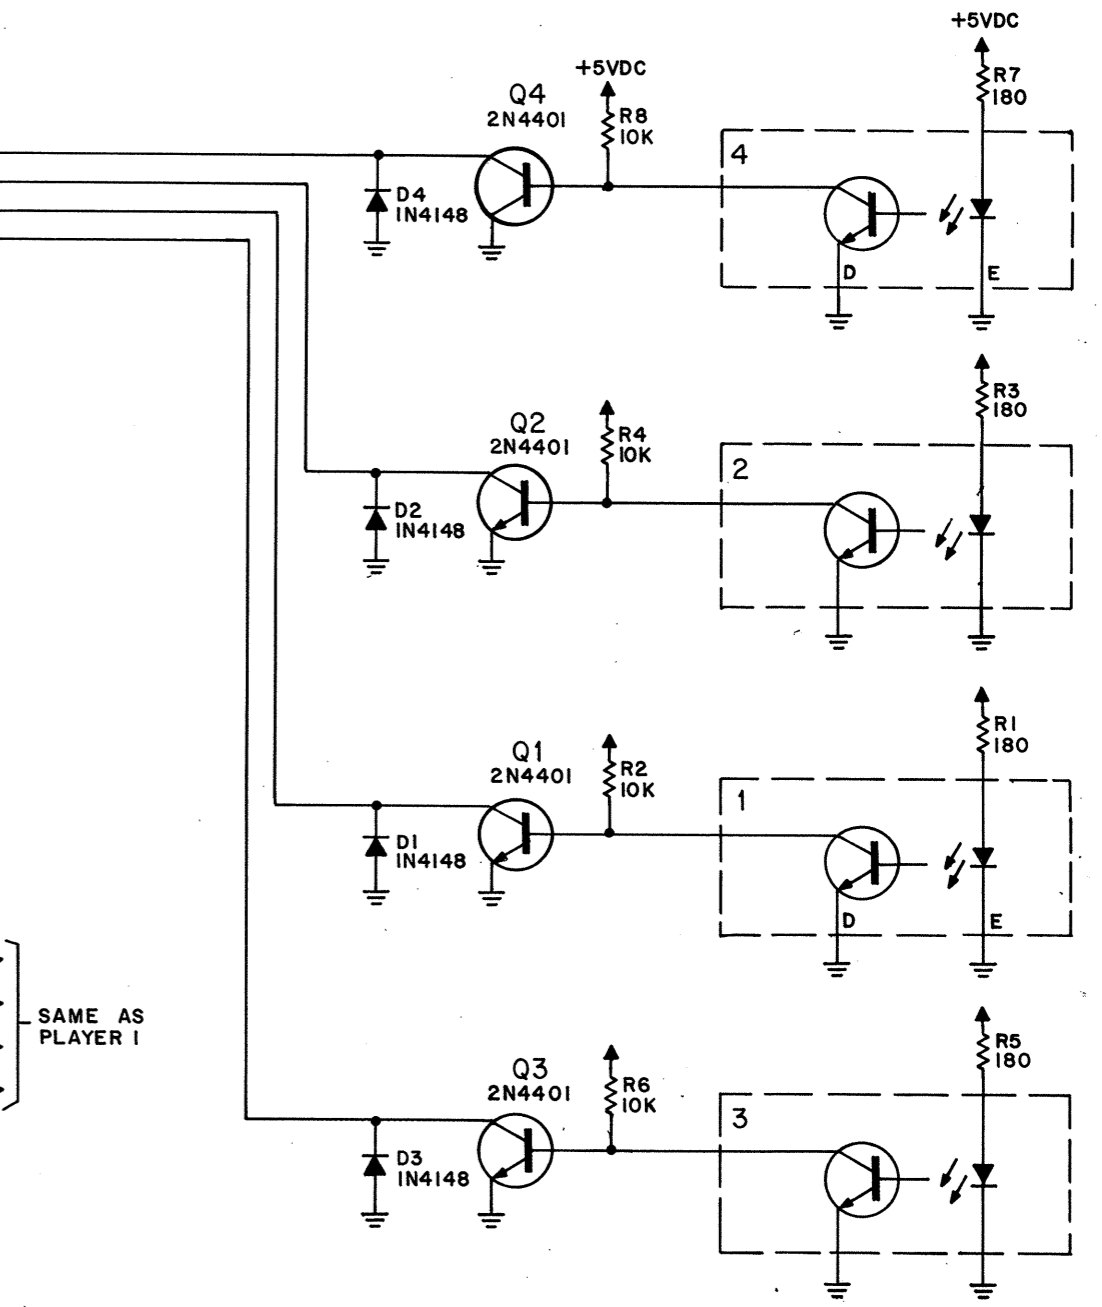 +5VDC
R7
180
+5VDC
Q4
2N4401
R8
10K
4
D4
1N4148
D
E
R3
180
Q2
2N4401
R4
10K
2
D2
1N4148
R1
180
Q1
2N4401
R2
10K
1
D1
1N4148
D
E
SAME AS
PLAYER 1
R5
180
Q3
2N4401
R6
10K
3
D3
1N4148